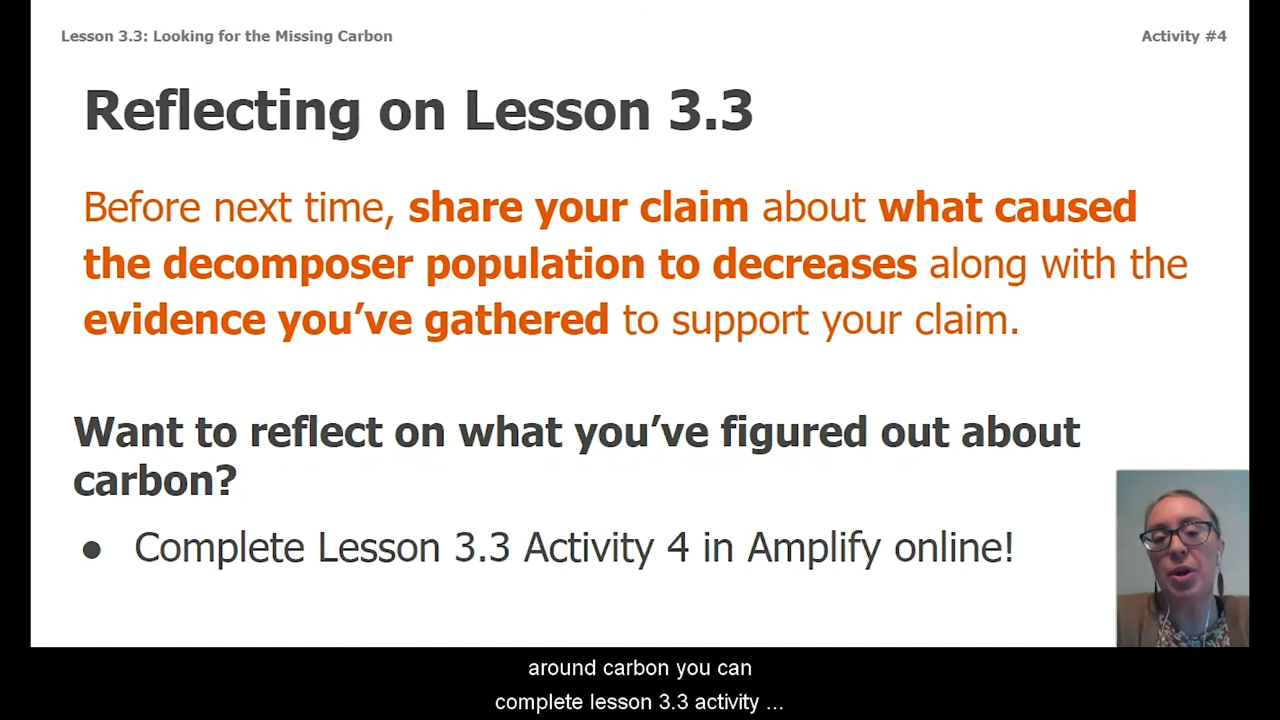 Lesson 3.3: Looking for the Missing Carbon
Activity #4
Reflecting on Lesson 3.3
Before next time, share your claim about what caused
the decomposer population to decreases along with the
evidence you’ve gathered to support your claim.
Want to reflect on what you’ve figured out about
carbon?
● Complete Lesson 3.3 Activity 4 in Amplify online!
around carbon you can
complete lesson 3.3 activity ...